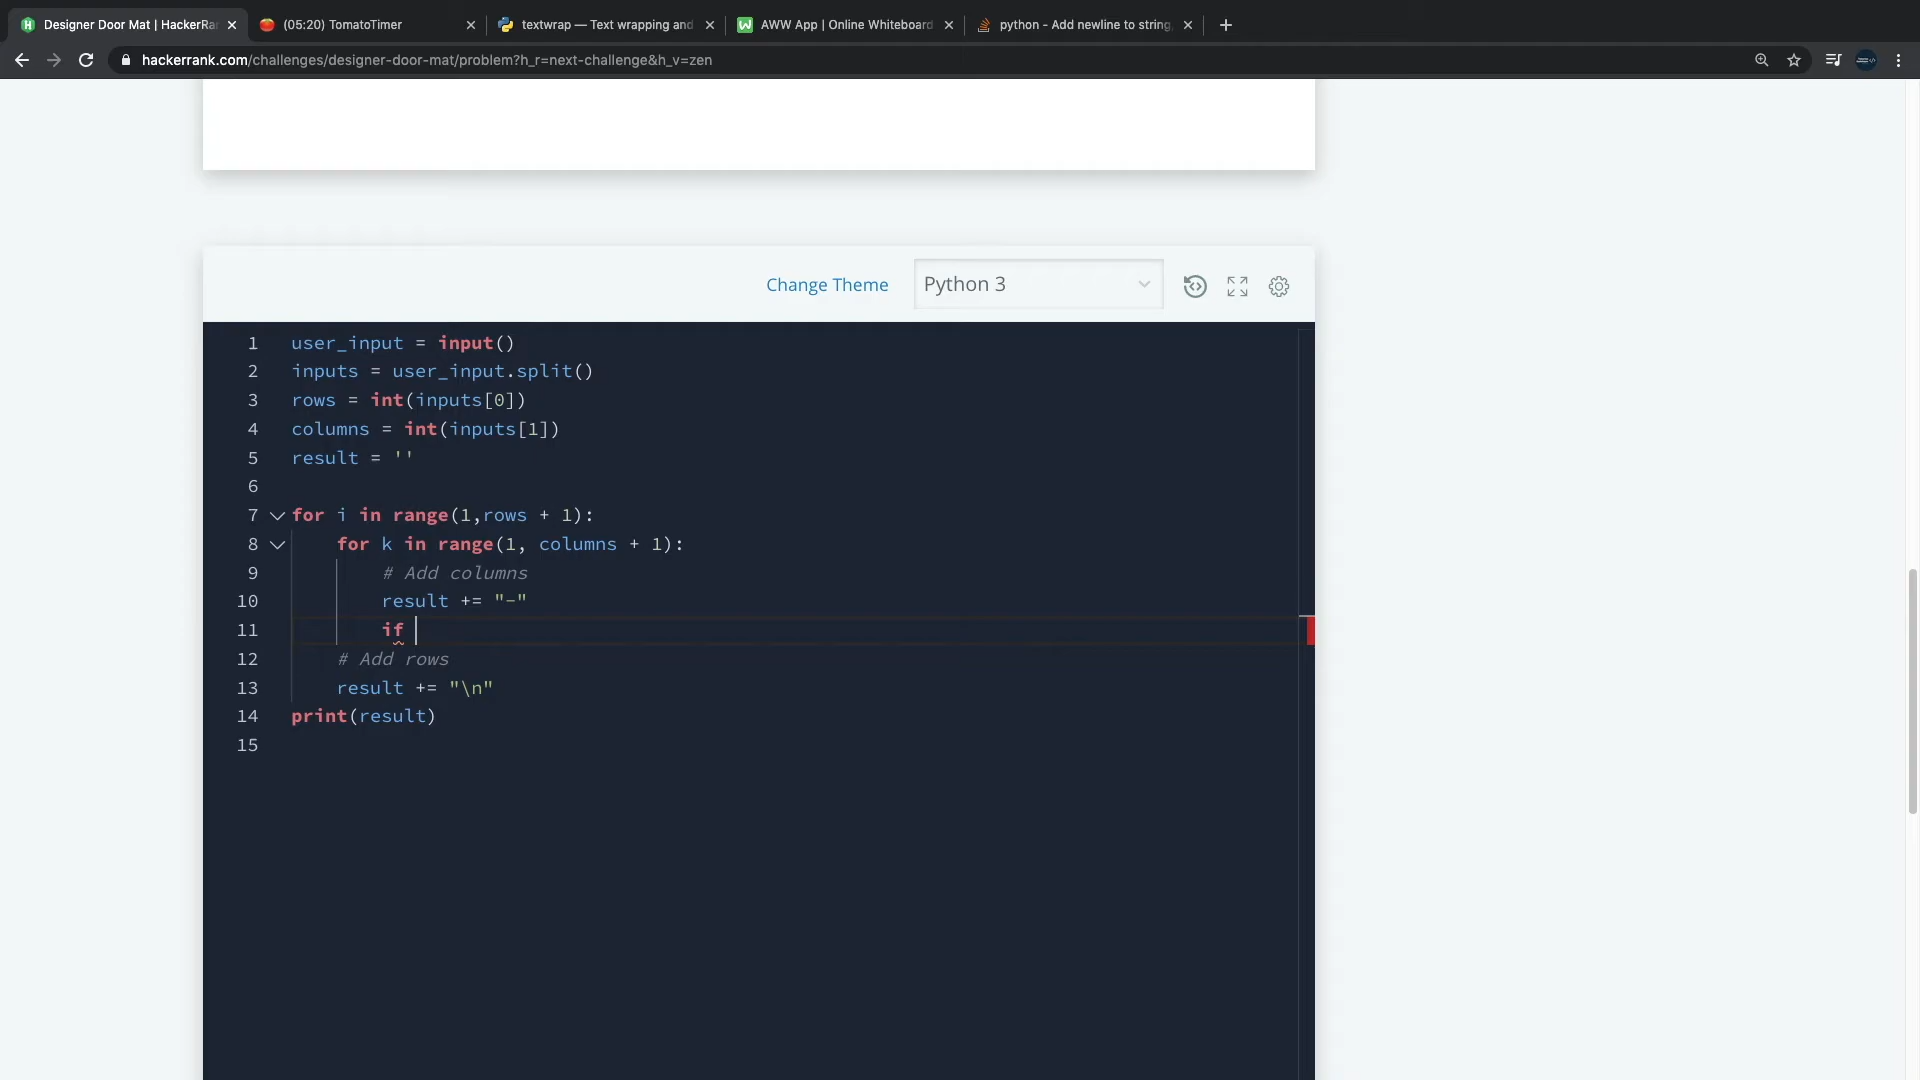 Designer Door Mat | HackerRan
(05:20) TomatoTimer
textwrap — Text wrapping and
AWW App | Online Whiteboard
python - Add newline to string,
hackerrank.com/challenges/designer-door-mat/problem?h_r=next-challenge&h_v=zen
Change Theme
Python 3
1 user_input = input()
2 inputs = user_input.split()
3 rows = int(inputs[0])
4 columns = int(inputs[1])
5 result = ''
6
7 for i in range(1,rows + 1):
8 for k in range(1, columns + 1):
9 # Add columns
10 result += "-"
11 if
12 # Add rows
13 result += "\n"
14 print(result)
15